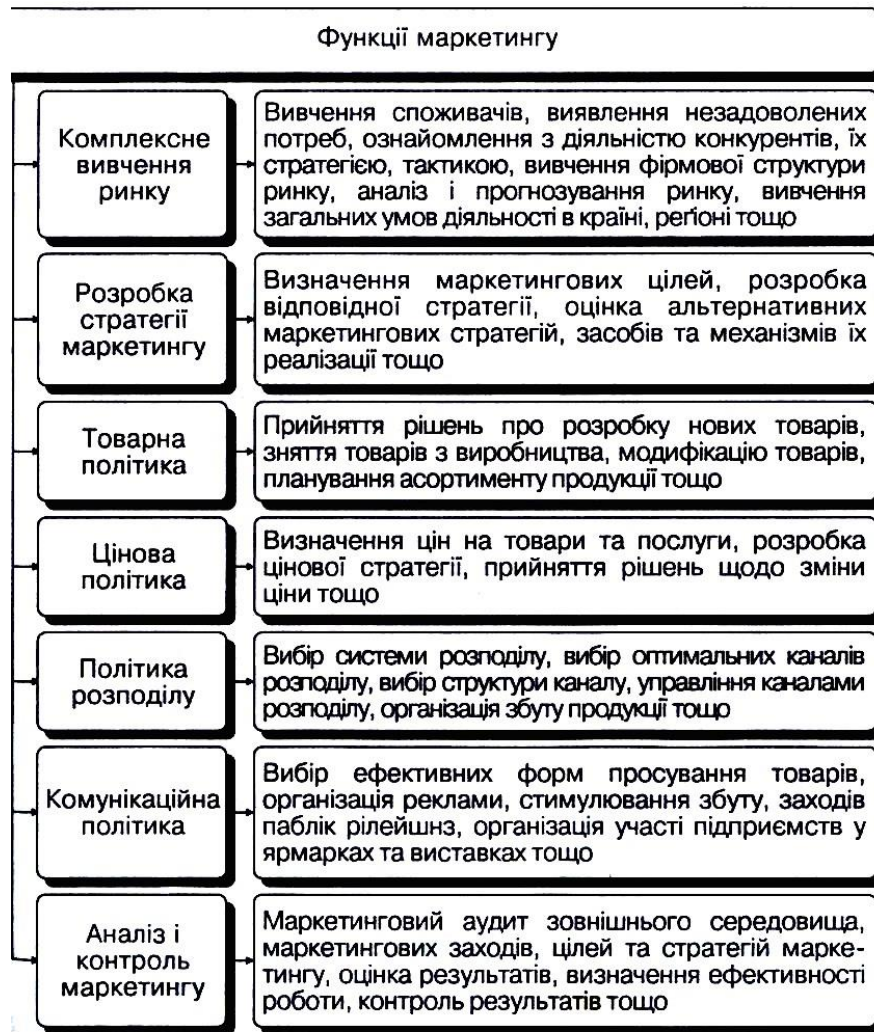 Функції маркетингу
Комплексне
вивчення
ринку
Вивчення споживачів, виявлення незадоволених
потреб, ознайомлення з діяльністю конкурентів, їх
стратегією, тактикою, вивчення фірмової структури
ринку, аналіз і прогнозування ринку, вивчення
загальних умов діяльності в країні, регіоні тощо
Розробка
стратегії
маркетингу
Визначення маркетингових цілей, розробка
відповідної стратегії, оцінка альтернативних
маркетингових стратегій, засобів та механізмів їх
реалізації тощо
Товарна
політика
Прийняття рішень про розробку нових товарів,
зняття товарів з виробництва, модифікацію товарів,
планування асортименту продукції тощо
Цінова
політика
Визначення цін на товари та послуги, розробка
цінової стратегії, прийняття рішень щодо зміни
ціни тощо
Політика
розподілу
Вибір системи розподілу, вибір оптимальних каналів
розподілу, вибір структури каналу, управління каналами
розподілу, організація збуту продукції тощо
Комунікаційна
політика
Вибір ефективних форм просування товарів,
організація реклами, стимулювання збуту, заходів
паблік рілейшнз, організація участі підприємств у
ярмарках та виставках тощо
Аналіз і
контроль
маркетингу
Маркетинговий аудит зовнішнього середовища,
маркетингових заходів, цілей та стратегій марке-
тингу, оцінка результатів, визначення ефективності
роботи, контроль результатів тощо